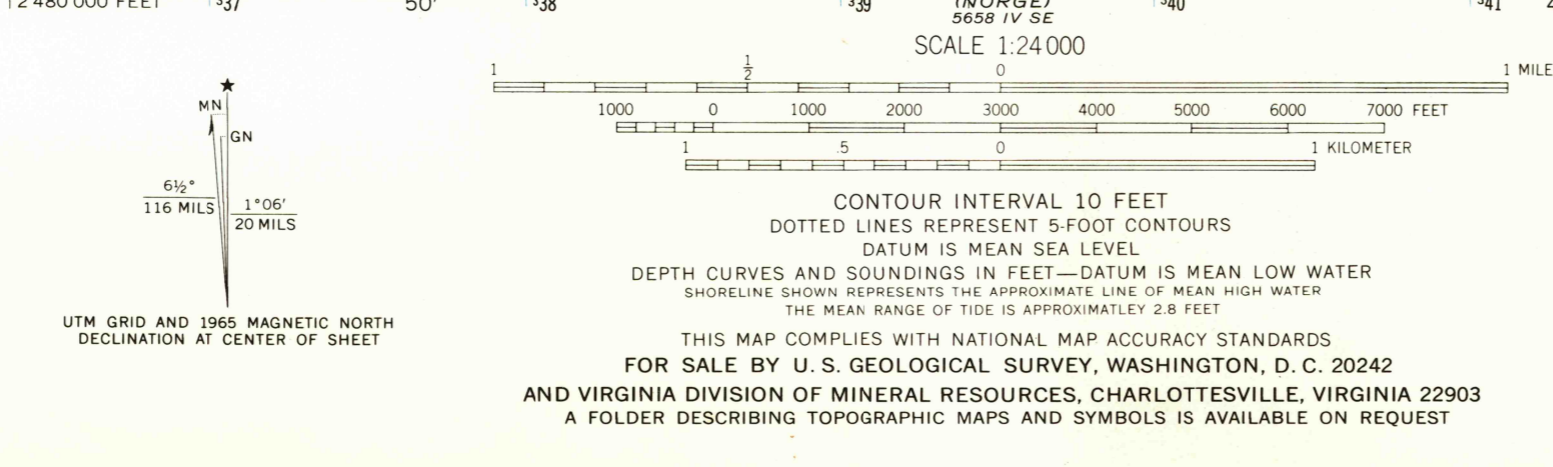 2 480 000 FEET ³37 50' ³38 ³39 (NORGE) ³40 ³41
5658 IV SE
SCALE 1:24 000
1 ½ 0 1 MILE
1000 0 1000 2000 3000 4000 5000 6000 7000 FEET
1 .5 0 1 KILOMETER
★
MN
GN
6½°
116 MILS
1°06′
20 MILS
UTM GRID AND 1965 MAGNETIC NORTH
DECLINATION AT CENTER OF SHEET
CONTOUR INTERVAL 10 FEET
DOTTED LINES REPRESENT 5-FOOT CONTOURS
DATUM IS MEAN SEA LEVEL
DEPTH CURVES AND SOUNDINGS IN FEET—DATUM IS MEAN LOW WATER
SHORELINE SHOWN REPRESENTS THE APPROXIMATE LINE OF MEAN HIGH WATER
THE MEAN RANGE OF TIDE IS APPROXIMATLEY 2.8 FEET
THIS MAP COMPLIES WITH NATIONAL MAP ACCURACY STANDARDS
FOR SALE BY U. S. GEOLOGICAL SURVEY, WASHINGTON, D. C. 20242
AND VIRGINIA DIVISION OF MINERAL RESOURCES, CHARLOTTESVILLE, VIRGINIA 22903
A FOLDER DESCRIBING TOPOGRAPHIC MAPS AND SYMBOLS IS AVAILABLE ON REQUEST